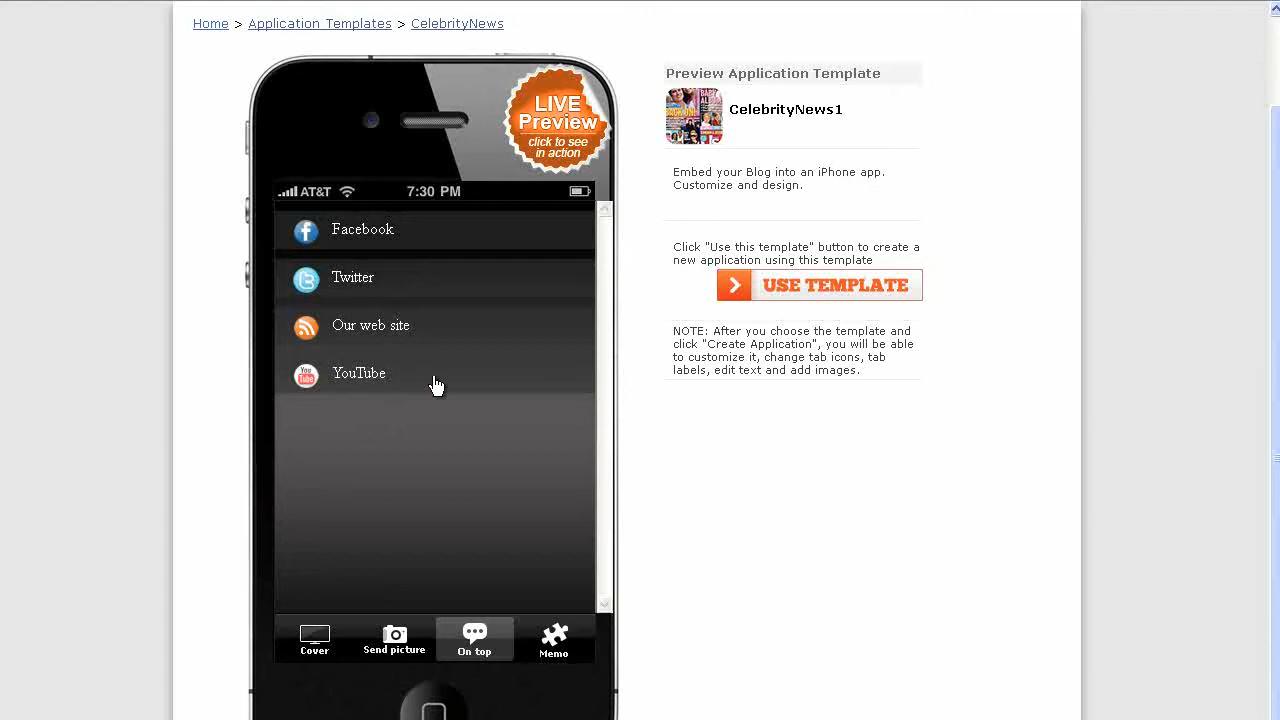 Home > Application Templates > CelebrityNews
LIVE
Preview
click to see
in action
AT&T 7:30 PM
Facebook
Twitter
Our web site
You
Tube
YouTube
Cover
Send picture
On top
Memo
Preview Application Template
CelebrityNews1
Embed your Blog into an iPhone app.
Customize and design.
Click "Use this template" button to create a
new application using this template
USE TEMPLATE
NOTE: After you choose the template and
click "Create Application", you will be able
to customize it, change tab icons, tab
labels, edit text and add images.